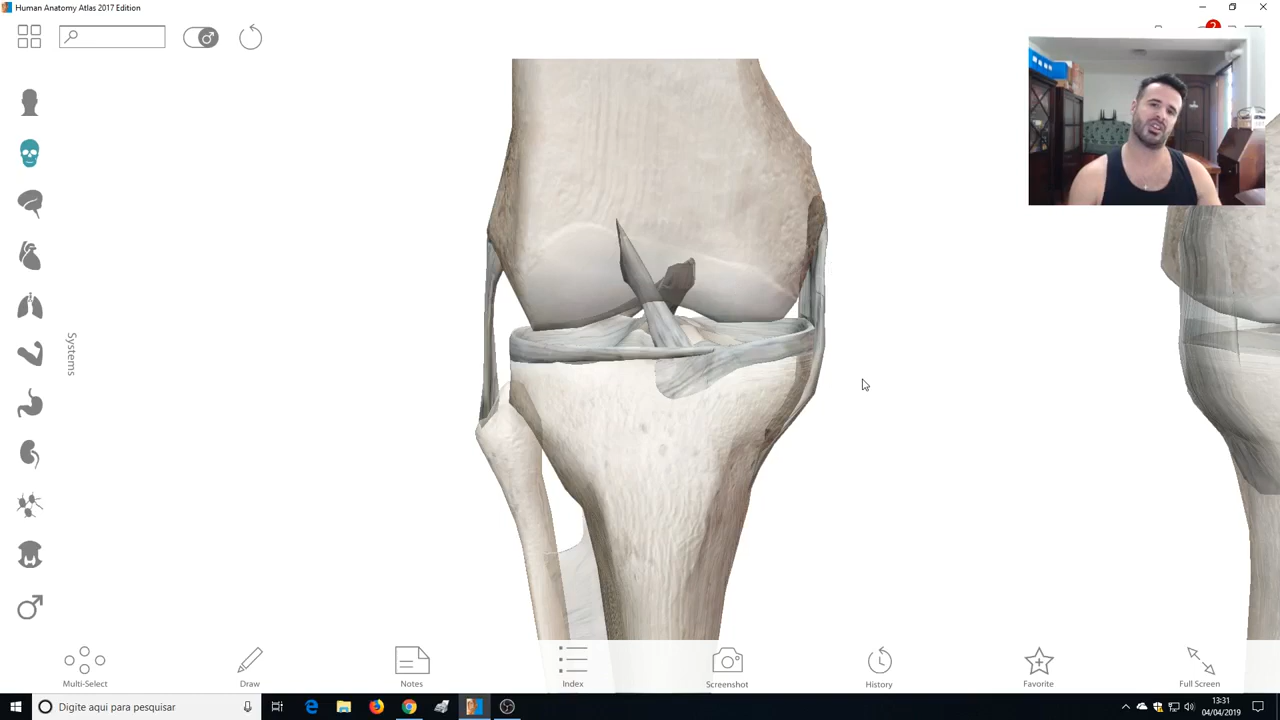 Human Anatomy Atlas 2017 Edition
2
Systems
Multi-Select
Draw
Notes
Index
Screenshot
History
Favorite
Full Screen
Digite aqui para pesquisar
13:31
04/04/2019